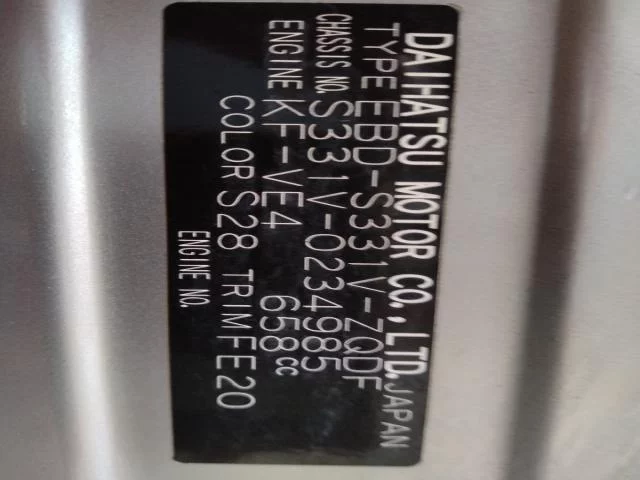 DAIHATSU MOTOR CO., LTD. JAPAN
TYPE EBD-S331V-ZQDF
CHASSIS NO. S331V-0234985
ENGINE KF-VE4 658cc
COLOR S28 TRIM FE20
ENGINE NO.